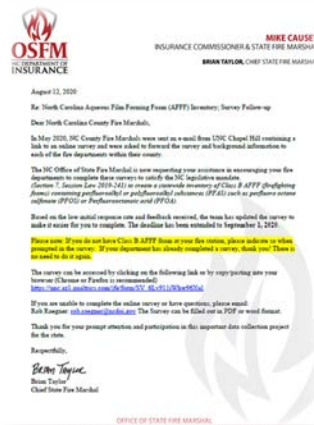 MIKE CAUSEY
OSFM
NC DEPARTMENT OF
INSURANCE
INSURANCE COMMISSIONER & STATE FIRE MARSHAL
BRIAN TAYLOR, CHIEF STATE FIRE MARSHAL
August 12, 2020
Re: North Carolina Aqueous Film Forming Foam (AFFF) Inventory; Survey Follow-up
Dear North Carolina County Fire Marshals:
In May 2020, NC County Fire Marshals were sent an e-mail from UNC Chapel Hill containing a
link to an online survey and were asked to forward the survey and background information to
each of the fire departments within their county.
The NC Office of State Fire Marshal is now requesting your assistance in encouraging your fire
departments to complete these surveys to satisfy the NC legislative mandate.
(Section 7, Session Law 2019-241) to create a statewide inventory of Class B AFFF (firefighting
foams) containing perfluoroalkyl or polyfluoroalkyl substances (PFAS) such as perfluoro octane
sulfonate (PFOS) or Perfluorooctanoic acid (PFOA).
Based on the low initial response rate and feedback received, the team has updated the survey to
make it easier for you to complete. The deadline has been extended to September 1, 2020.
Please note: If you do not have Class B AFFF foam at your fire station, please indicate so when
prompted in the survey. If your department has already completed a survey, thank you! There is
no need to do it again.
The survey can be accessed by clicking on the following link or by copy/pasting into your
browser (Chrome or Firefox is recommended)
If you are unable to complete the online survey or have questions, please email:
Rob Roegner: rob.roegner@ncdoi.gov The Survey can be filled out in PDF or word format.
Thank you for your prompt attention and participation in this important data collection project
for the state.
Respectfully,
Brian Taylor
Brian Taylor
Chief State Fire Marshal
OFFICE OF STATE FIRE MARSHAL